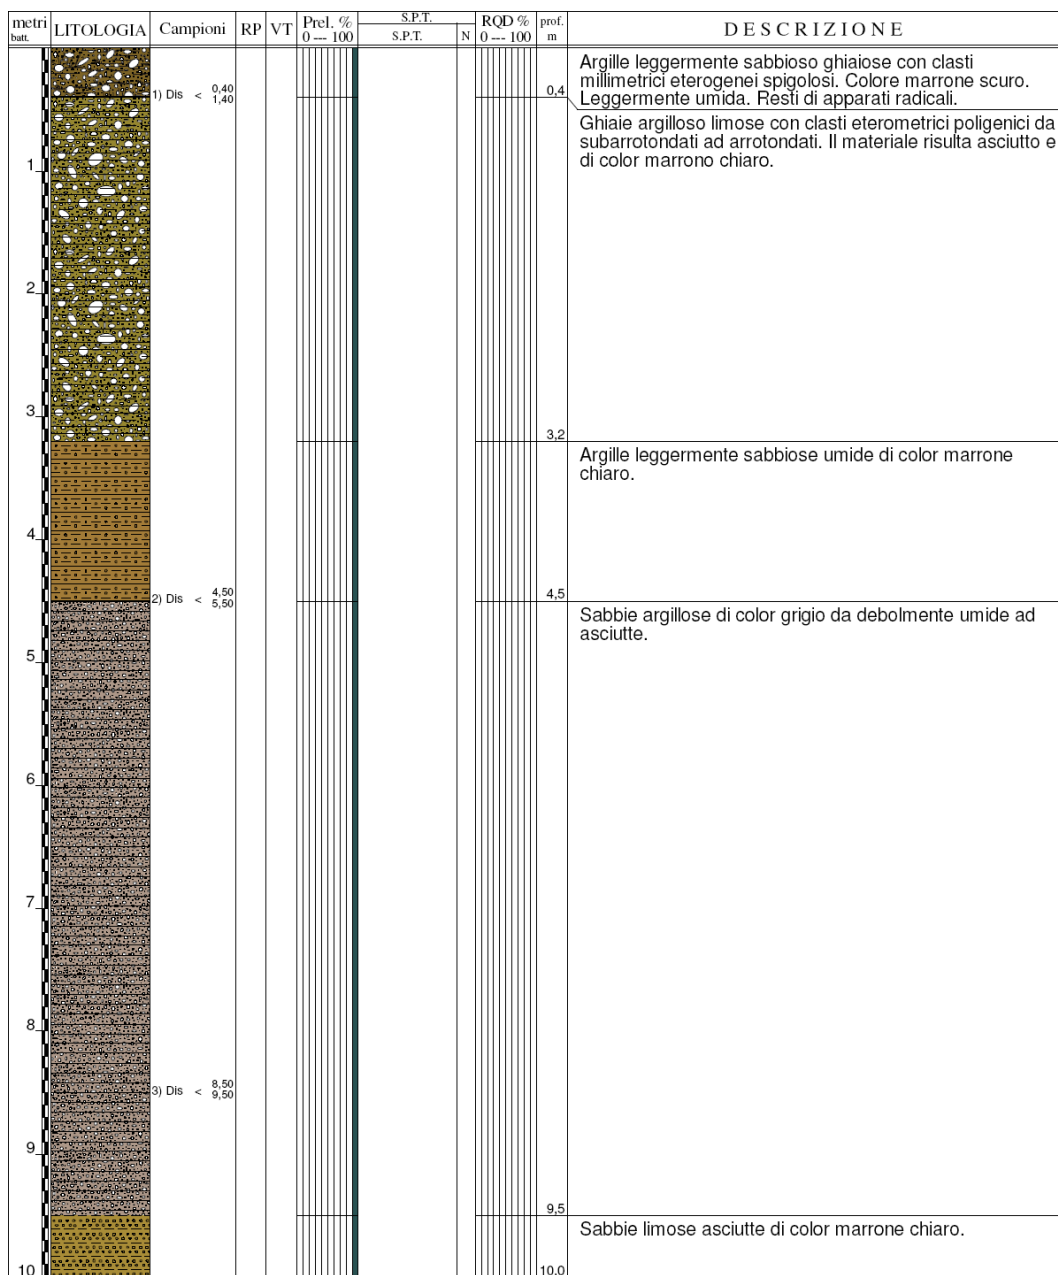 metri LITOLOGIA Campioni RP VT Prel. % S.P.T. RQD % prof. DESCRIZIONE
batt. 0 --- 100 S.P.T. N 0 --- 100 m
Argille leggermente sabbioso ghiaiose con clasti
millimetrici eterogenei spigolosi. Colore marrone scuro.
Leggermente umida. Resti di apparati radicali.
1) Dis < 0,40
1,40
0,4
Ghiaie argilloso limose con clasti eterometrici poligenici da
subarrotondati ad arrotondati. Il materiale risulta asciutto e
di color marrono chiaro.
1
2
3
3,2
Argille leggermente sabbiose umide di color marrone
chiaro.
4
2) Dis < 4,50
5,50
4,5
Sabbie argillose di color grigio da debolmente umide ad
asciutte.
5
6
7
8
3) Dis < 8,50
9,50
9
9,5
Sabbie limose asciutte di color marrone chiaro.
10 10,0